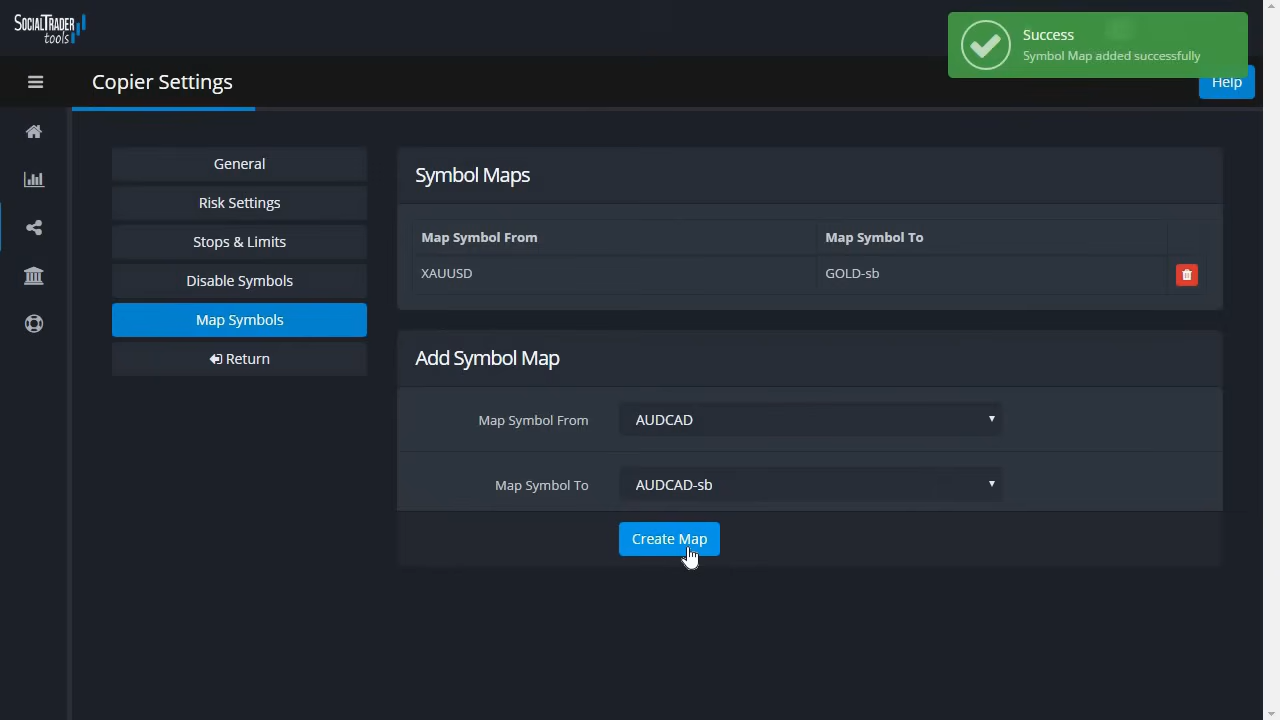 SOCIALTRADER
tools
Success
Symbol Map added successfully
Copier Settings
Help
General
Risk Settings
Stops & Limits
Disable Symbols
Map Symbols
Return
Symbol Maps
Map Symbol From Map Symbol To
XAUUSD GOLD-sb
Add Symbol Map
Map Symbol From AUDCAD
Map Symbol To AUDCAD-sb
Create Map